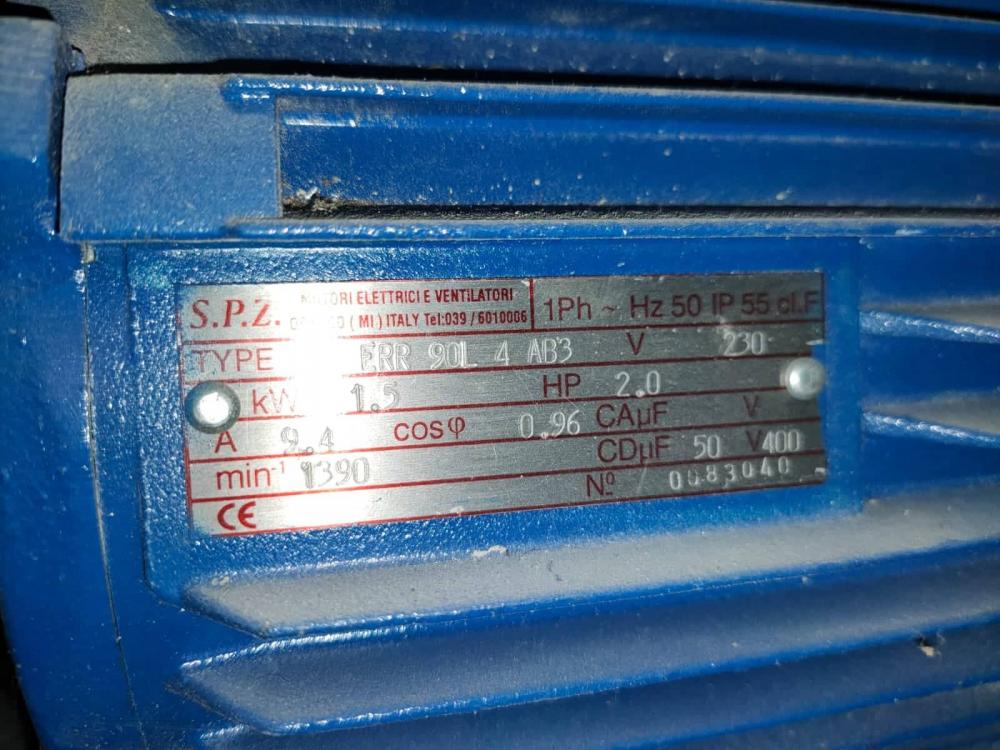 S.P.Z. MOTORI ELETTRICI E VENTILATORI
( MI ) ITALY Tel:039 / 6010006
1Ph ~ Hz 50 IP 55 cl.F
TYPE ERR 90L 4 AB3 V 230
kW 1.5 HP 2.0
A 9.4 cosφ 0.96 CAµF V
CDµF 50 V400
min-1 1390 Nº 0083040
CE